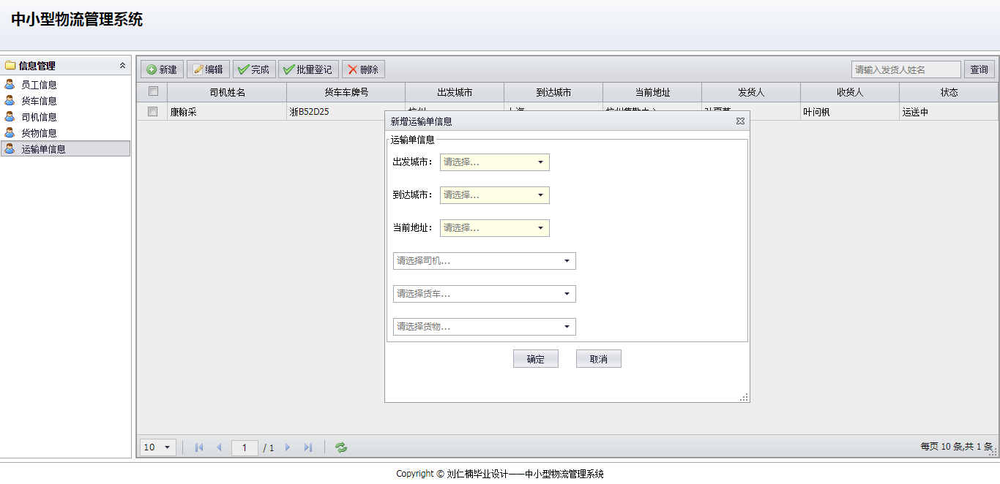 中小型物流管理系统
信息管理
员工信息
货车信息
司机信息
货物信息
运输单信息
新建 编辑 完成 批量登记 删除 请输入发货人姓名 查询
司机姓名 货车车牌号 出发城市 到达城市 当前地址 发货人 收货人 状态
康翰采 浙B52D25 叶问枫 运送中
新增运输单信息
运输单信息
出发城市： 请选择...
到达城市： 请选择...
当前地址： 请选择...
请选择司机...
请选择货车...
请选择货物...
确定 取消
10 1 / 1 每页 10 条,共 1 条
Copyright © 刘仁楠毕业设计——中小型物流管理系统